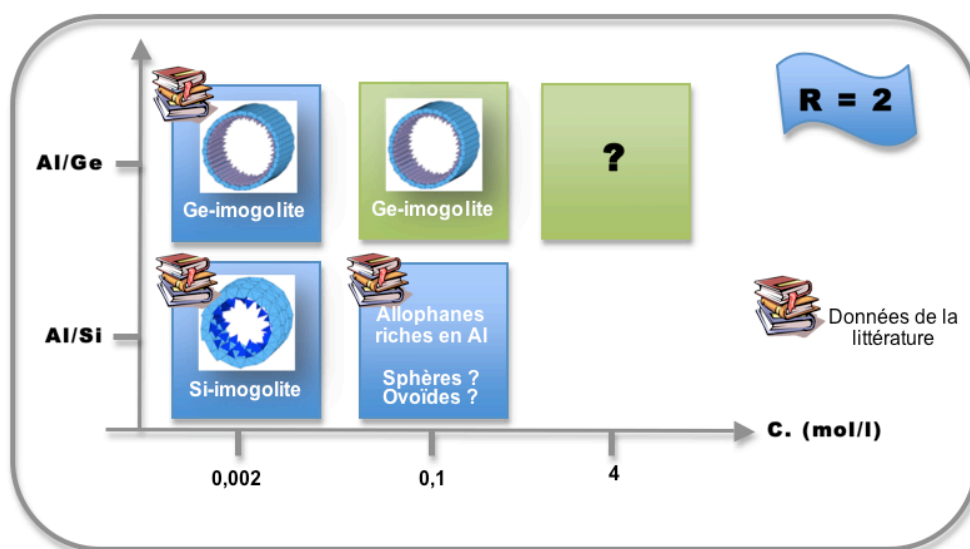 R = 2
Al/Ge
Ge-imogolite
Ge-imogolite
?
Al/Si
Si-imogolite
Allophanes
riches en Al
Sphères ?
Ovoïdes ?
Données de la
littérature
C. (mol/l)
0,002
0,1
4